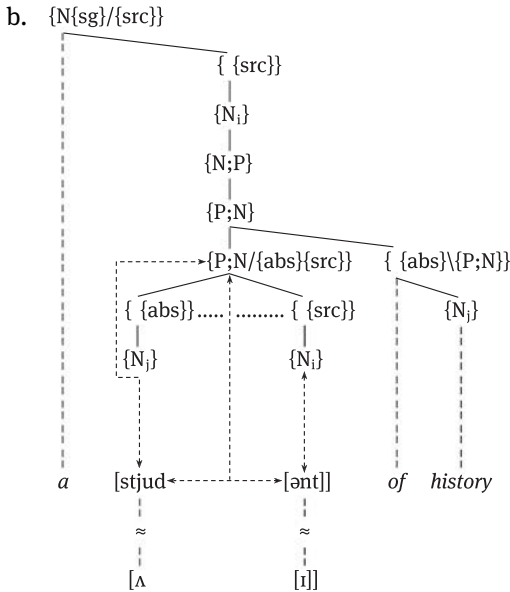 b. {N{sg}/{src}}
{ {src}}
{Nᵢ}
{N;P}
{P;N}
{P;N/{abs}{src}} { {abs}\{P;N}}
{ {abs}}..... ......... { {src}} {Nⱼ}
{Nⱼ} {Nᵢ}
a [stjud [ənt]] of history
≈ ≈
[ʌ [ɪ]]